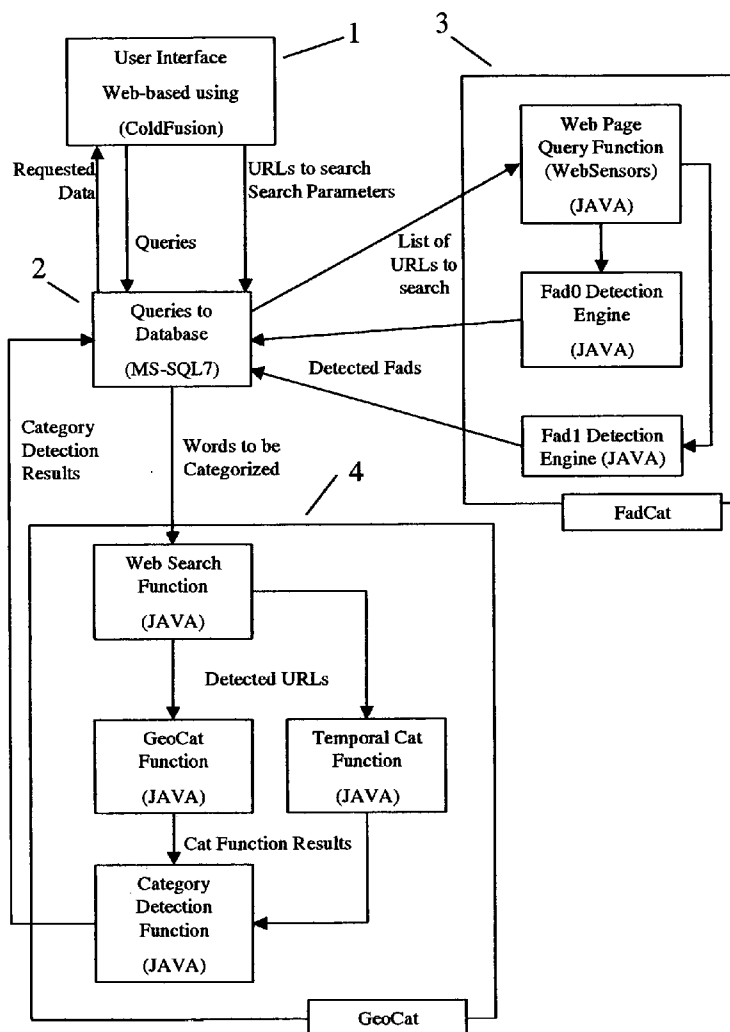 1
User Interface
Web-based using
(ColdFusion)
Requested
Data
Queries
URLs to search
Search Parameters
2
Queries to
Database
(MS-SQL7)
List of
URLs to
search
Detected Fads
3
Web Page
Query Function
(WebSensors)
(JAVA)
Fad0 Detection
Engine
(JAVA)
Fad1 Detection
Engine (JAVA)
FadCat
Category
Detection
Results
Words to be
Categorized
4
Web Search
Function
(JAVA)
Detected URLs
GeoCat
Function
(JAVA)
Temporal Cat
Function
(JAVA)
Cat Function Results
Category
Detection
Function
(JAVA)
GeoCat